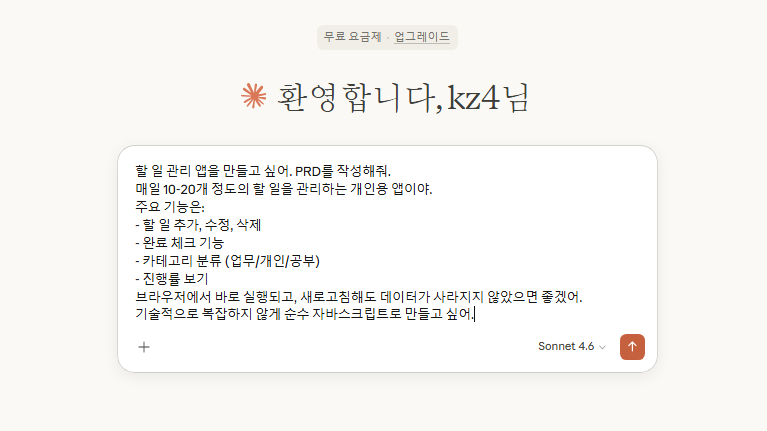 무료 요금제 · 업그레이드
환영합니다, kz4님
할 일 관리 앱을 만들고 싶어. PRD를 작성해줘.
매일 10-20개 정도의 할 일을 관리하는 개인용 앱이야.
주요 기능은:
- 할 일 추가, 수정, 삭제
- 완료 체크 기능
- 카테고리 분류 (업무/개인/공부)
- 진행률 보기
브라우저에서 바로 실행되고, 새로고침해도 데이터가 사라지지 않았으면 좋겠어.
기술적으로 복잡하지 않게 순수 자바스크립트로 만들고 싶어.
Sonnet 4.6